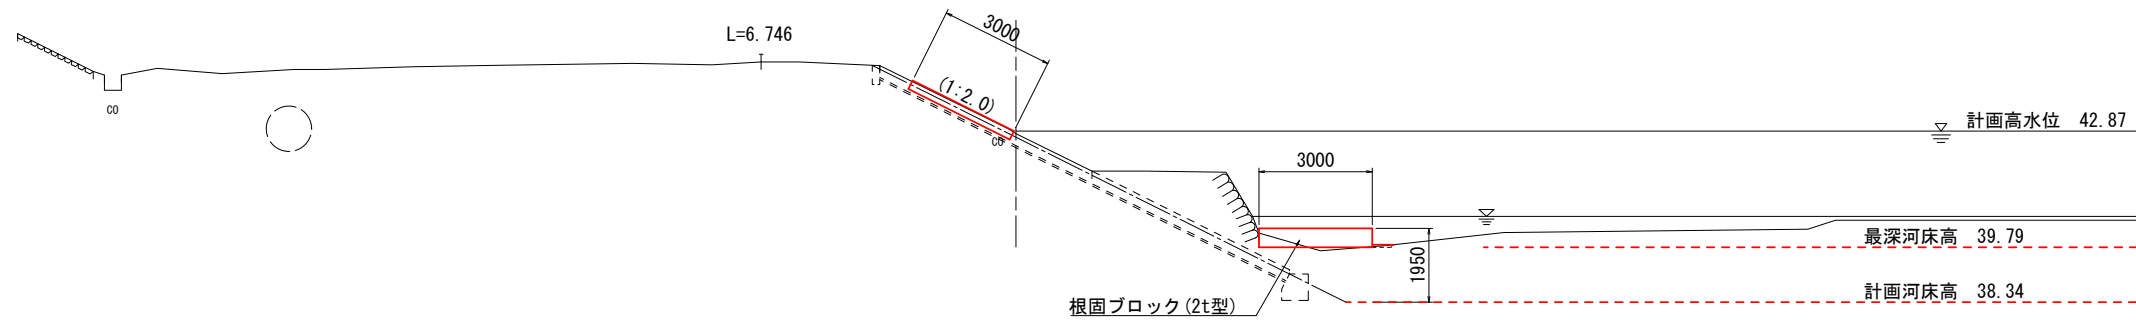 3000
L=6.746
(1:2.0)
CO
計画高水位 42.87
CO
3000
最深河床高 39.79
1950
計画河床高 38.34
根固ブロック(2t型)